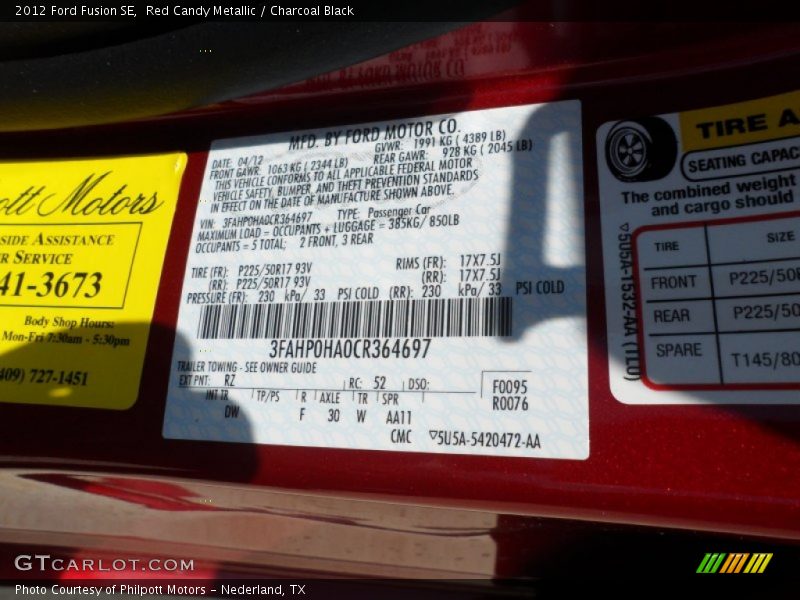 2012 Ford Fusion SE, Red Candy Metallic / Charcoal Black
MFD. BY FORD MOTOR CO.
DATE: 04/12 GVWR: 1991 KG ( 4389 LB)
FRONT GAWR: 1063 KG ( 2344 LB) REAR GAWR: 928 KG ( 2045 LB)
THIS VEHICLE CONFORMS TO ALL APPLICABLE FEDERAL MOTOR
VEHICLE SAFETY, BUMPER, AND THEFT PREVENTION STANDARDS
IN EFFECT ON THE DATE OF MANUFACTURE SHOWN ABOVE.
VIN: 3FAHP0HA0CR364697 TYPE: Passenger Car
MAXIMUM LOAD = OCCUPANTS + LUGGAGE = 385KG/ 850LB
OCCUPANTS = 5 TOTAL; 2 FRONT, 3 REAR
TIRE (FR): P225/50R17 93V RIMS (FR): 17X7.5J
(RR): P225/50R17 93V (RR): 17X7.5J
PRESSURE (FR): 230 kPa/ 33 PSI COLD (RR): 230 kPa/ 33 PSI COLD
3FAHP0HA0CR364697
TRAILER TOWING - SEE OWNER GUIDE
EXT PNT: RZ RC: 52 DSO: F0095
INT TR TP/PS R AXLE TR SPR R0076
DW F 30 W AA11
CMC ▽5U5A-5420472-AA
ott Motors
SIDE ASSISTANCE
R SERVICE
41-3673
Body Shop Hours:
Mon-Fri 7:30am - 5:30pm
409) 727-1451
TIRE A
SEATING CAPAC
The combined weight
and cargo should
▽5U5A-1532-AA (TL0)
TIRE SIZE
FRONT P225/50R
REAR P225/50
SPARE T145/80
GTCARLOT.COM
Photo Courtesy of Philpott Motors - Nederland, TX